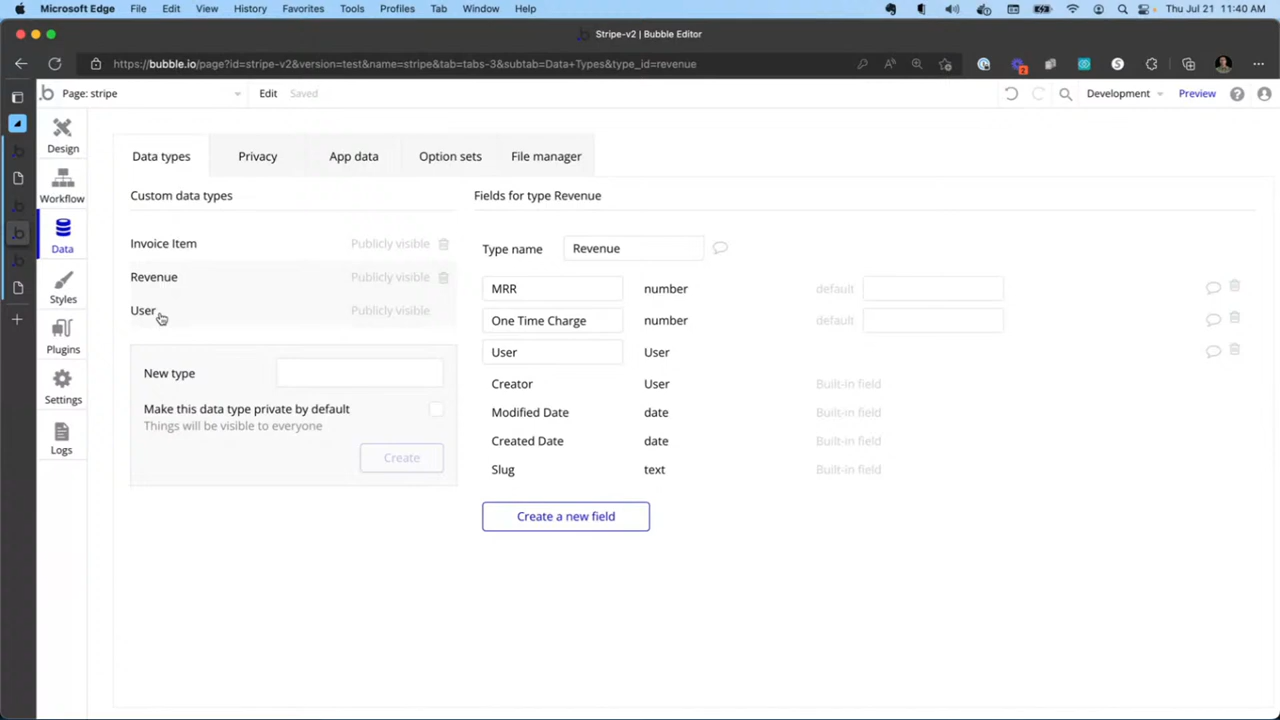 Microsoft Edge File Edit View History Favorites Tools Profiles Tab Window Help Thu Jul 21 11:40 AM
Stripe-v2 | Bubble Editor
https://bubble.io/page?id=stripe-v2&version=test&name=stripe&tab=tabs-3&subtab=Data+Types&type_id=revenue
2
Page: stripe Edit Saved Development Preview
Design
Workflow
Data
Styles
Plugins
Settings
Logs
Data types Privacy App data Option sets File manager
Custom data types
Invoice Item Publicly visible
Revenue Publicly visible
User Publicly visible
New type
Make this data type private by default
Things will be visible to everyone
Create
Fields for type Revenue
Type name Revenue
MRR number default
One Time Charge number default
User User
Creator User Built-in field
Modified Date date Built-in field
Created Date date Built-in field
Slug text Built-in field
Create a new field